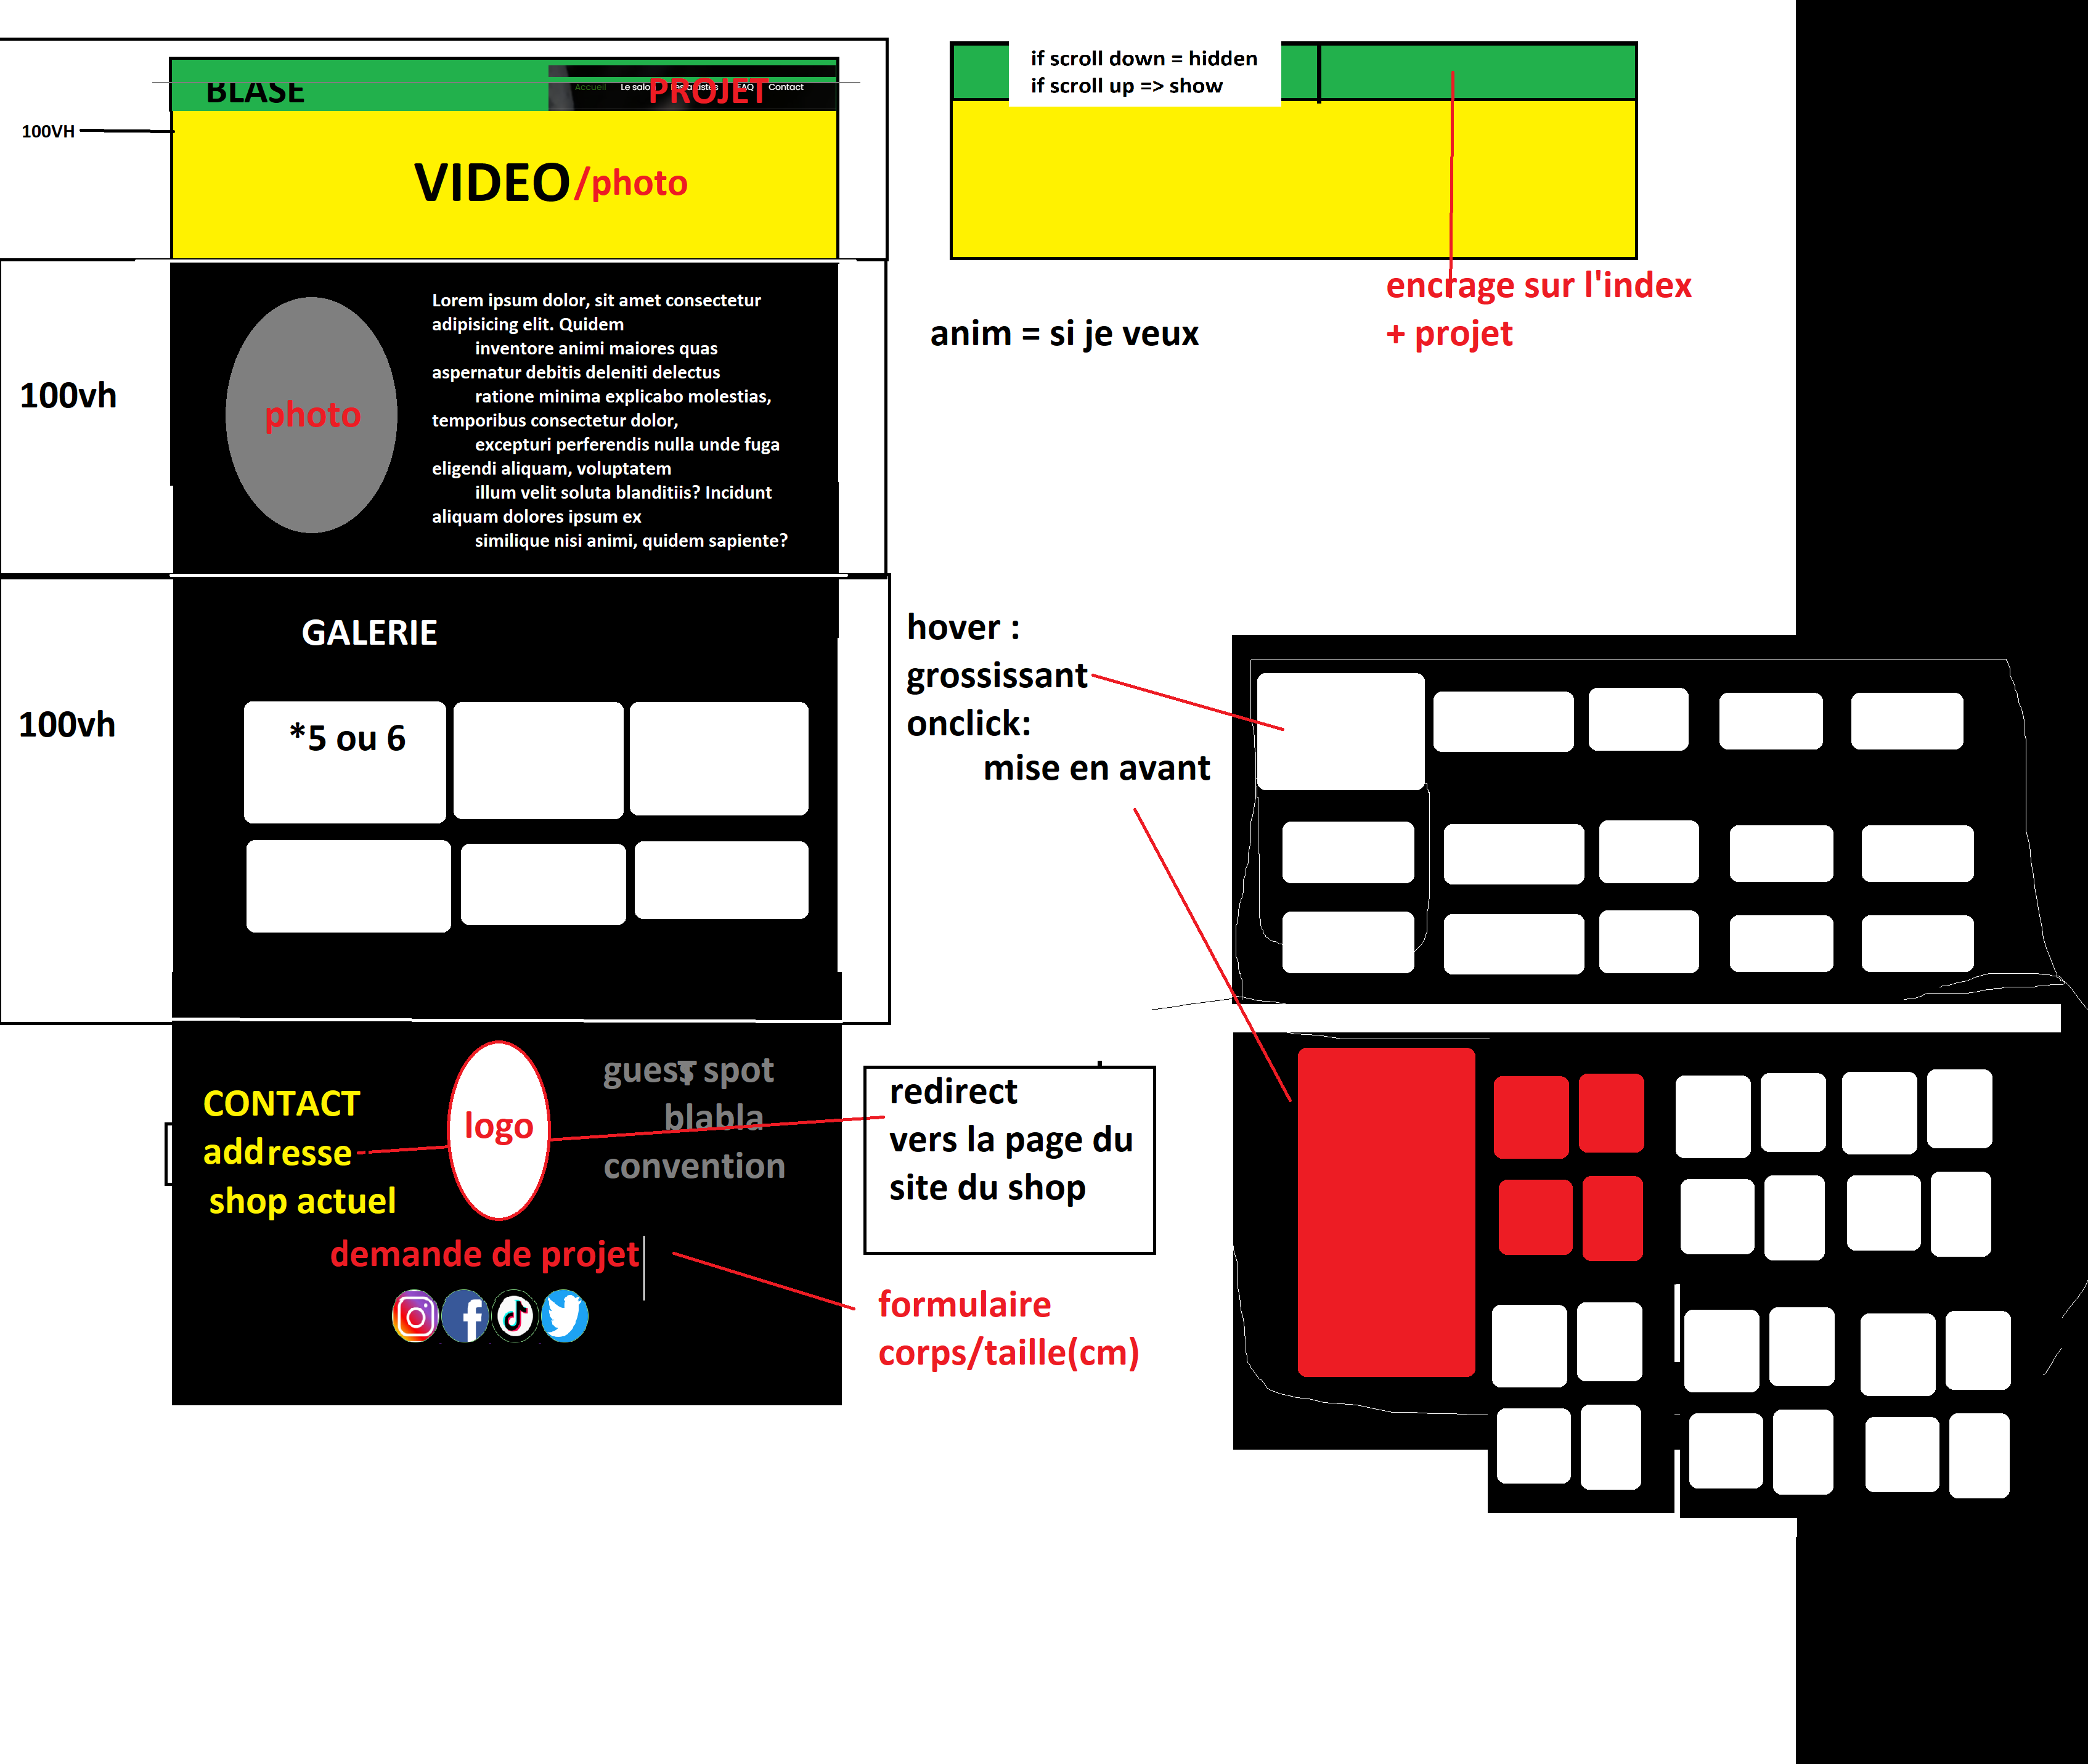 BLASE
Accueil Le salon PROJET FAQ Contact
100VH
VIDEO/photo
if scroll down = hidden
if scroll up => show
encrage sur l'index
+ projet
anim = si je veux
100vh
photo
Lorem ipsum dolor, sit amet consectetur
adipisicing elit. Quidem
inventore animi maiores quas
aspernatur debitis deleniti delectus
ratione minima explicabo molestias,
temporibus consectetur dolor,
excepturi perferendis nulla unde fuga
eligendi aliquam, voluptatem
illum velit soluta blanditiis? Incidunt
aliquam dolores ipsum ex
similique nisi animi, quidem sapiente?
100vh
GALERIE
*5 ou 6
hover :
grossissant
onclick:
mise en avant
CONTACT
addresse
shop actuel
logo
guest spot
blabla
convention
redirect
vers la page du
site du shop
demande de projet
formulaire
corps/taille(cm)